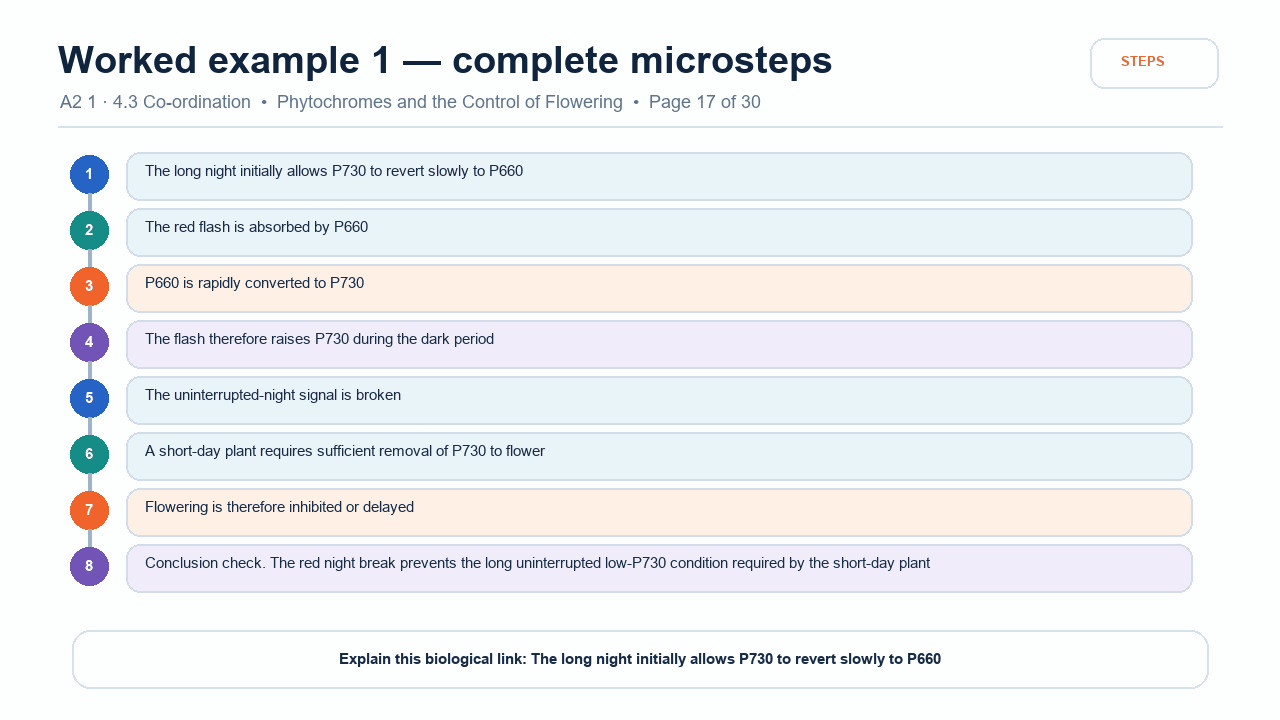 Worked example 1 — complete microsteps
STEPS
A2 1 · 4.3 Co-ordination • Phytochromes and the Control of Flowering • Page 17 of 30
1
The long night initially allows P730 to revert slowly to P660
2
The red flash is absorbed by P660
3
P660 is rapidly converted to P730
4
The flash therefore raises P730 during the dark period
5
The uninterrupted-night signal is broken
6
A short-day plant requires sufficient removal of P730 to flower
7
Flowering is therefore inhibited or delayed
8
Conclusion check. The red night break prevents the long uninterrupted low-P730 condition required by the short-day plant
Explain this biological link: The long night initially allows P730 to revert slowly to P660